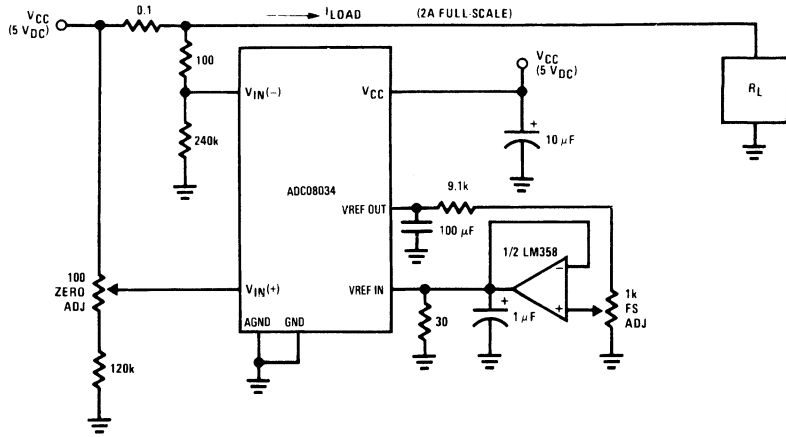 VCC
(5 VDC)
0.1
ILOAD
(2A FULL-SCALE)
100
240k
VIN(−)
VCC
VCC
(5 VDC)
+
10 µF
RL
ADC08034
VREF OUT
9.1k
100 µF
1/2 LM358
−
+
1k
FS
ADJ
VREF IN
30
+
1 µF
100
ZERO
ADJ
VIN(+)
AGND
GND
120k